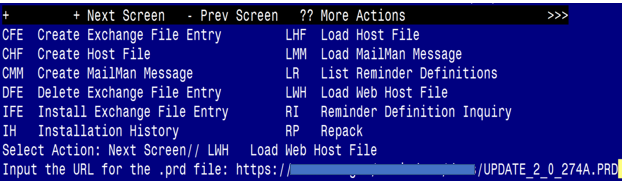 + + Next Screen - Prev Screen ?? More Actions >>>
CFE Create Exchange File Entry LHF Load Host File
CHF Create Host File LMM Load MailMan Message
CMM Create MailMan Message LR List Reminder Definitions
DFE Delete Exchange File Entry LWH Load Web Host File
IFE Install Exchange File Entry RI Reminder Definition Inquiry
IH Installation History RP Repack
Select Action: Next Screen// LWH Load Web Host File
Input the URL for the .prd file: https:// /UPDATE_2_0_274A.PRD